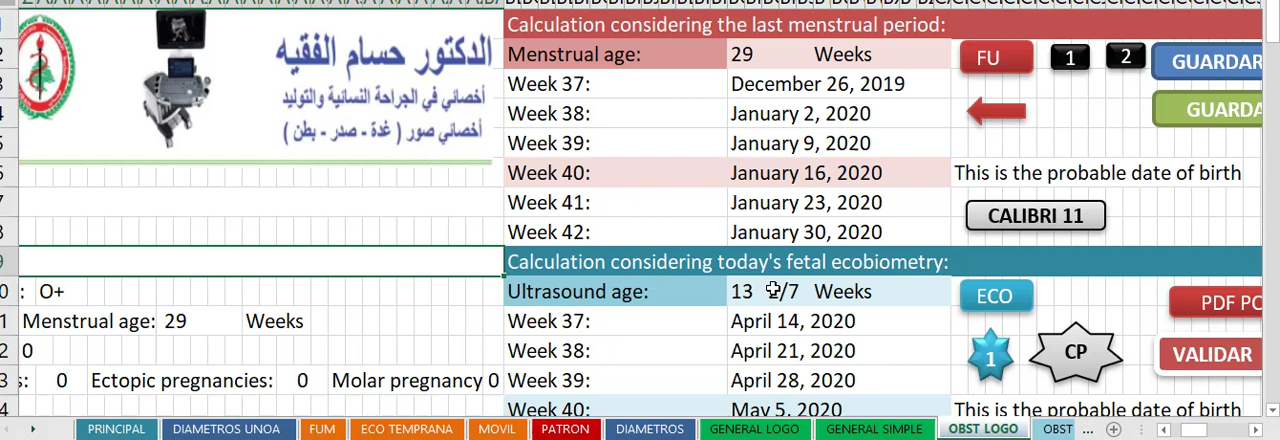 Calculation considering the last menstrual period:
Menstrual age: 29 Weeks
Week 37: December 26, 2019
Week 38: January 2, 2020
Week 39: January 9, 2020
Week 40: January 16, 2020 This is the probable date of birth
Week 41: January 23, 2020
Week 42: January 30, 2020
الدكتور حسام الفقيه
أخصائي في الجراحة النسائية والتوليد
أخصائي صور ( غدة - صدر - بطن )
FU 1 2 GUARDAR
GUARDA
CALIBRI 11
Calculation considering today's fetal ecobiometry:
Ultrasound age: 13 /7 Weeks
Week 37: April 14, 2020
Week 38: April 21, 2020
Week 39: April 28, 2020
Week 40: May 5, 2020 This is the probable date of birth
: O+
Menstrual age: 29 Weeks
0
s: 0 Ectopic pregnancies: 0 Molar pregnancy 0
ECO PDF PO
1 CP VALIDAR
PRINCIPAL DIAMETROS UNOA FUM ECO TEMPRANA MOVIL PATRON DIAMETROS GENERAL LOGO GENERAL SIMPLE OBST LOGO OBST ...